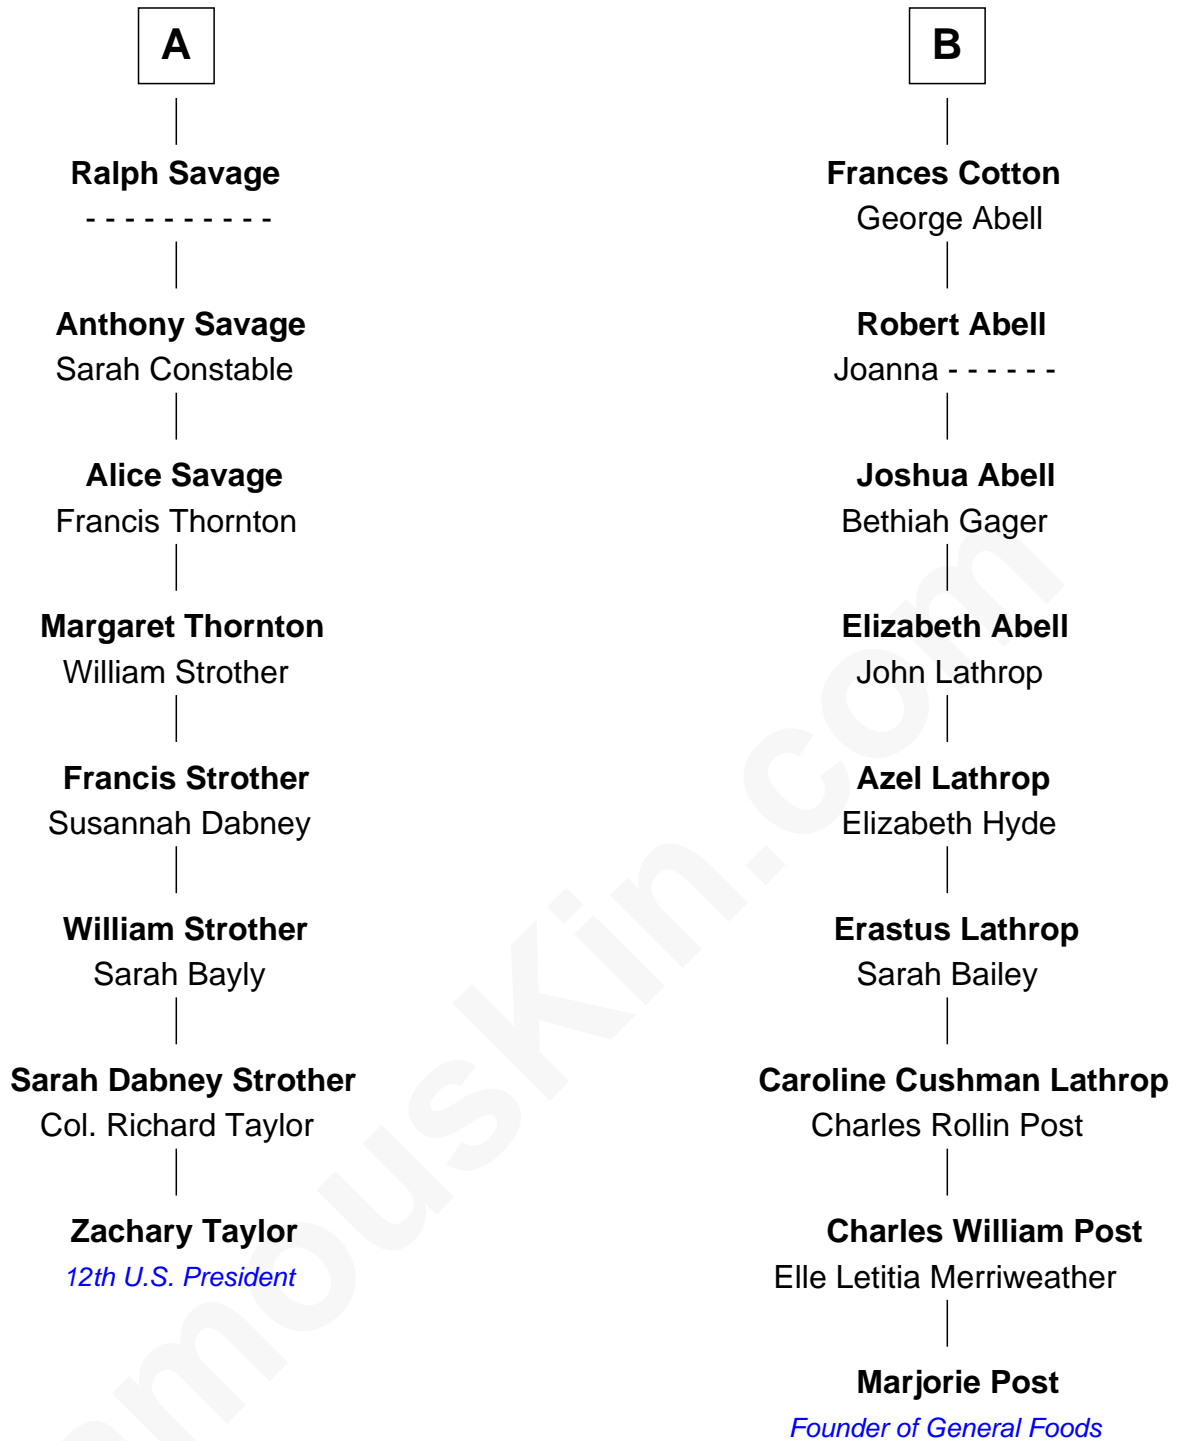 A
Ralph Savage
- - - - - - - - - -
Anthony Savage
Sarah Constable
Alice Savage
Francis Thornton
Margaret Thornton
William Strother
Francis Strother
Susannah Dabney
William Strother
Sarah Bayly
Sarah Dabney Strother
Col. Richard Taylor
Zachary Taylor
12th U.S. President
B
Frances Cotton
George Abell
Robert Abell
Joanna - - - - - -
Joshua Abell
Bethiah Gager
Elizabeth Abell
John Lathrop
Azel Lathrop
Elizabeth Hyde
Erastus Lathrop
Sarah Bailey
Caroline Cushman Lathrop
Charles Rollin Post
Charles William Post
Elle Letitia Merriweather
Marjorie Post
Founder of General Foods
amousKin.com